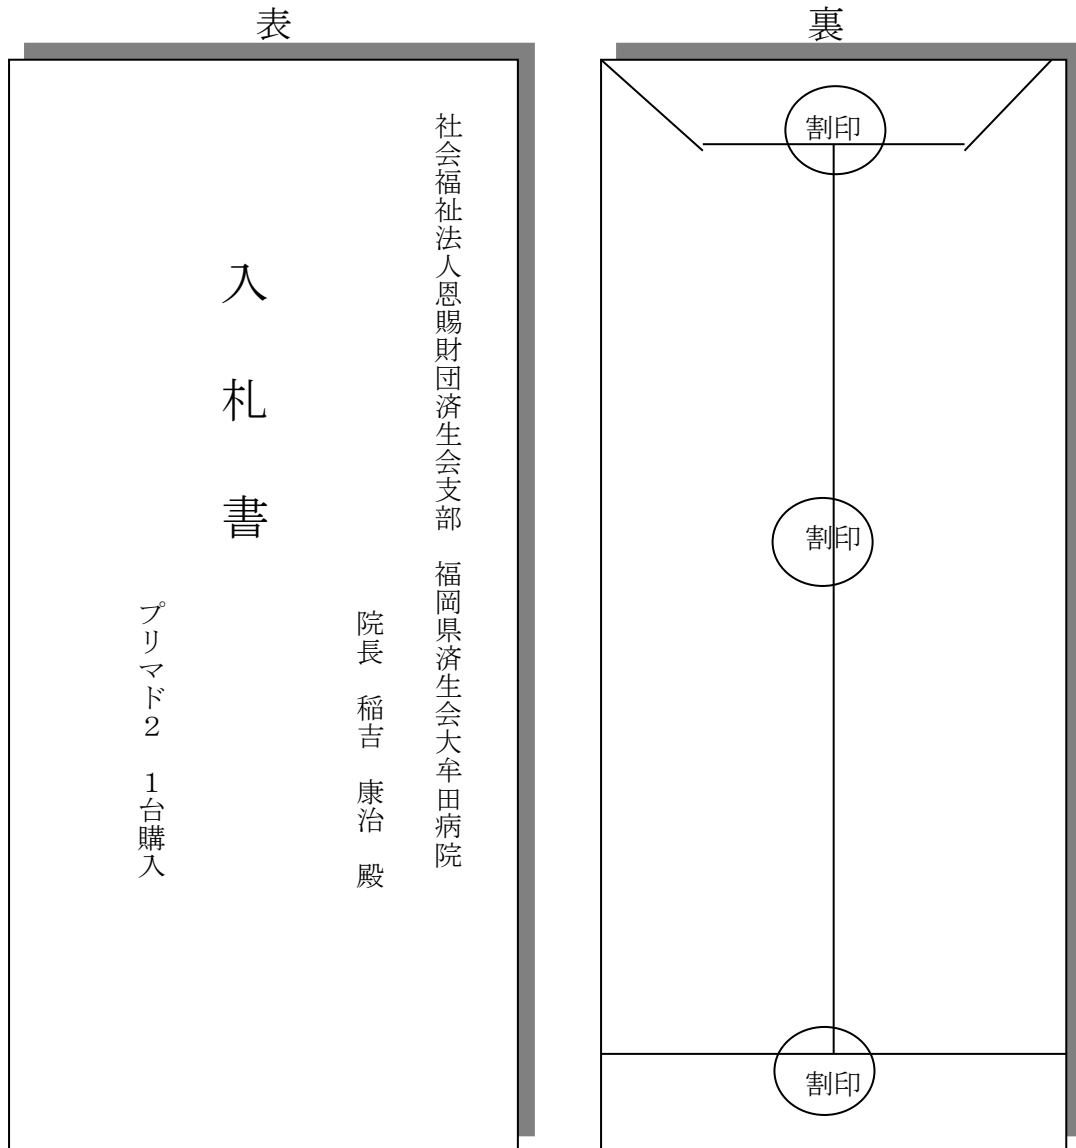 表
社会福祉法人恩賜財団済生会支部　福岡県済生会大牟田病院
院長　稲吉　康治　殿
入札書
プリマド２　１台購入
裏
割印
割印
割印